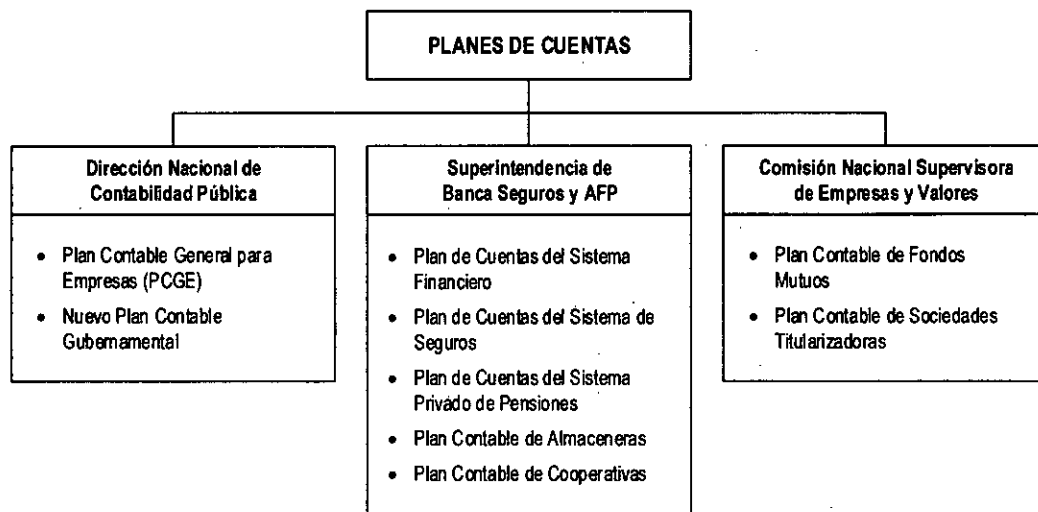 PLANES DE CUENTAS
Dirección Nacional de
Contabilidad Pública
• Plan Contable General para
Empresas (PCGE)
• Nuevo Plan Contable
Gubernamental
Superintendencia de
Banca Seguros y AFP
• Plan de Cuentas del Sistema
Financiero
• Plan de Cuentas del Sistema de
Seguros
• Plan de Cuentas del Sistema
Privado de Pensiones
• Plan Contable de Almaceneras
• Plan Contable de Cooperativas
Comisión Nacional Supervisora
de Empresas y Valores
• Plan Contable de Fondos
Mutuos
• Plan Contable de Sociedades
Titularizadoras